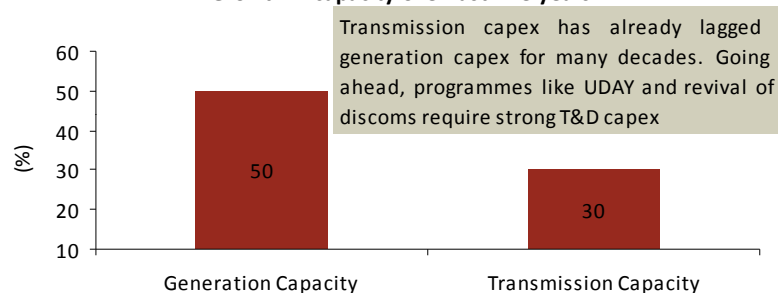 Transmission capex has already lagged
generation capex for many decades. Going
ahead, programmes like UDAY and revival of
discoms require strong T&D capex
60
50
40
30
20
10
(%)
50
30
Generation Capacity
Transmission Capacity